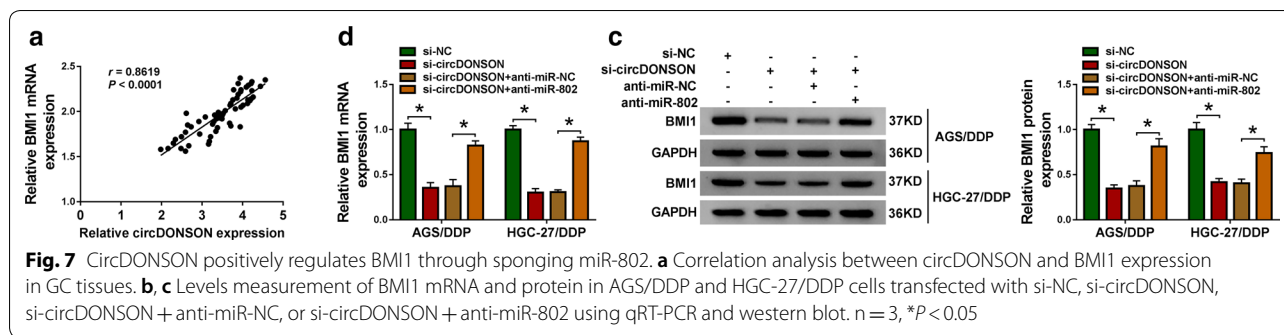 a
r = 0.8619
P < 0.0001
Relative BMI1 mRNA
expression
2.5
2.0
1.5
1.0
0 1 2 3 4 5
Relative circDONSON expression
d
si-NC
si-circDONSON
si-circDONSON+anti-miR-NC
si-circDONSON+anti-miR-802
Relative BMI1 mRNA
expression
1.5
1.0
0.5
0.0
* * * *
AGS/DDP HGC-27/DDP
c
si-NC + - - -
si-circDONSON - + + +
anti-miR-NC - - + -
anti-miR-802 - - - +
BMI1 37KD
GAPDH 36KD
AGS/DDP
BMI1 37KD
GAPDH 36KD
HGC-27/DDP
si-NC
si-circDONSON
si-circDONSON+anti-miR-NC
si-circDONSON+anti-miR-802
Relative BMI1 protein
expression
1.5
1.0
0.5
0.0
* * * *
AGS/DDP HGC-27/DDP
Fig. 7 CircDONSON positively regulates BMI1 through sponging miR-802. a Correlation analysis between circDONSON and BMI1 expression
in GC tissues. b, c Levels measurement of BMI1 mRNA and protein in AGS/DDP and HGC-27/DDP cells transfected with si-NC, si-circDONSON,
si-circDONSON + anti-miR-NC, or si-circDONSON + anti-miR-802 using qRT-PCR and western blot. n = 3, *P < 0.05